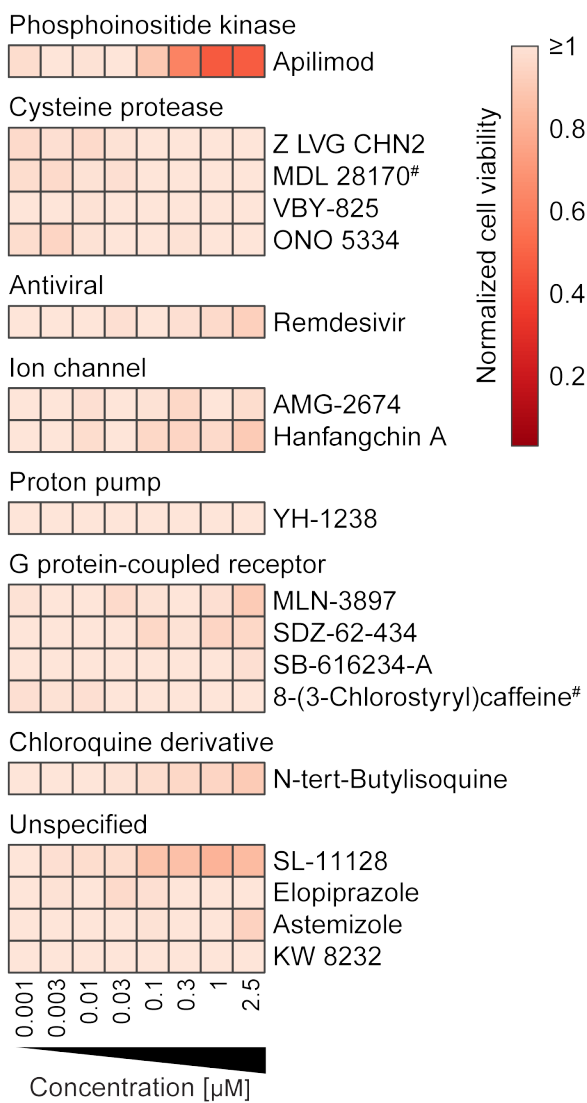 Phosphoinositide kinase
Apilimod
Cysteine protease
Z LVG CHN2
MDL 28170#
VBY-825
ONO 5334
Antiviral
Remdesivir
Ion channel
AMG-2674
Hanfangchin A
Proton pump
YH-1238
G protein-coupled receptor
MLN-3897
SDZ-62-434
SB-616234-A
8-(3-Chlorostyryl)caffeine#
Chloroquine derivative
N-tert-Butylisoquine
Unspecified
SL-11128
Elopiprazole
Astemizole
KW 8232
0.001 0.003 0.01 0.03 0.1 0.3 1 2.5
Concentration [µM]
Normalized cell viability
≥1
0.8
0.6
0.4
0.2